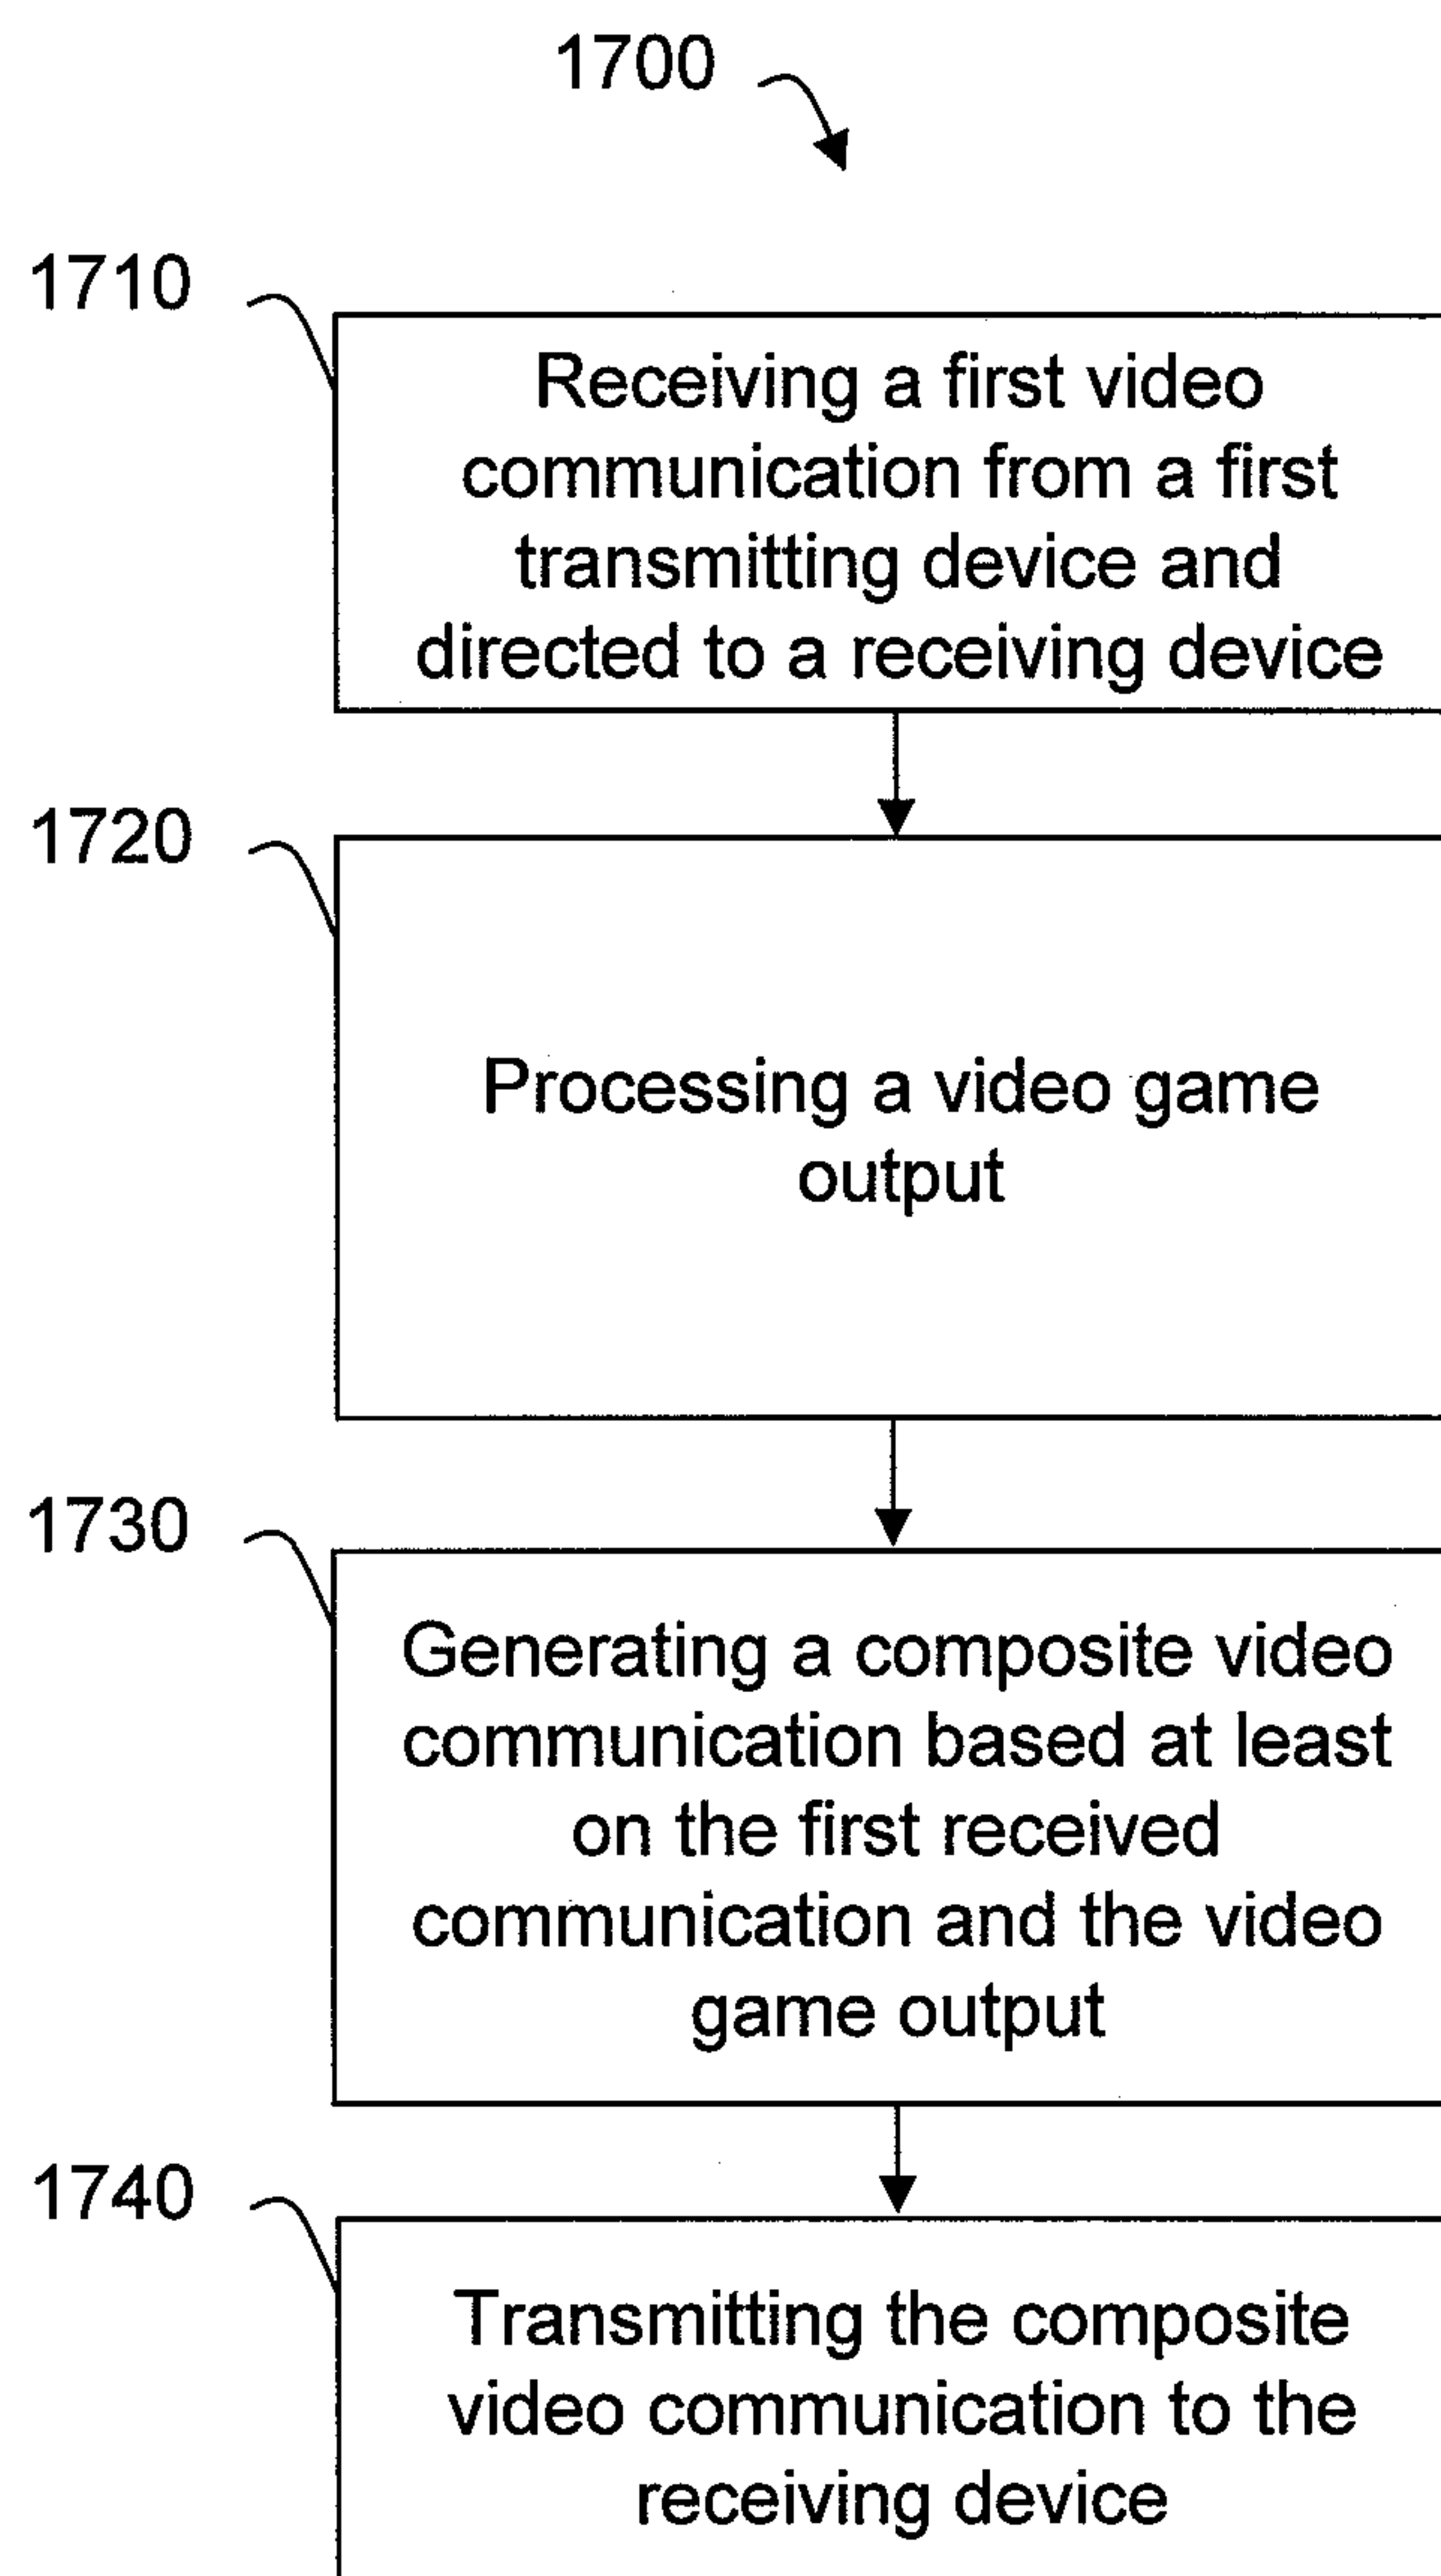 1700
1710
Receiving a first video
communication from a first
transmitting device and
directed to a receiving device
1720
Processing a video game
output
1730
Generating a composite video
communication based at least
on the first received
communication and the video
game output
1740
Transmitting the composite
video communication to the
receiving device